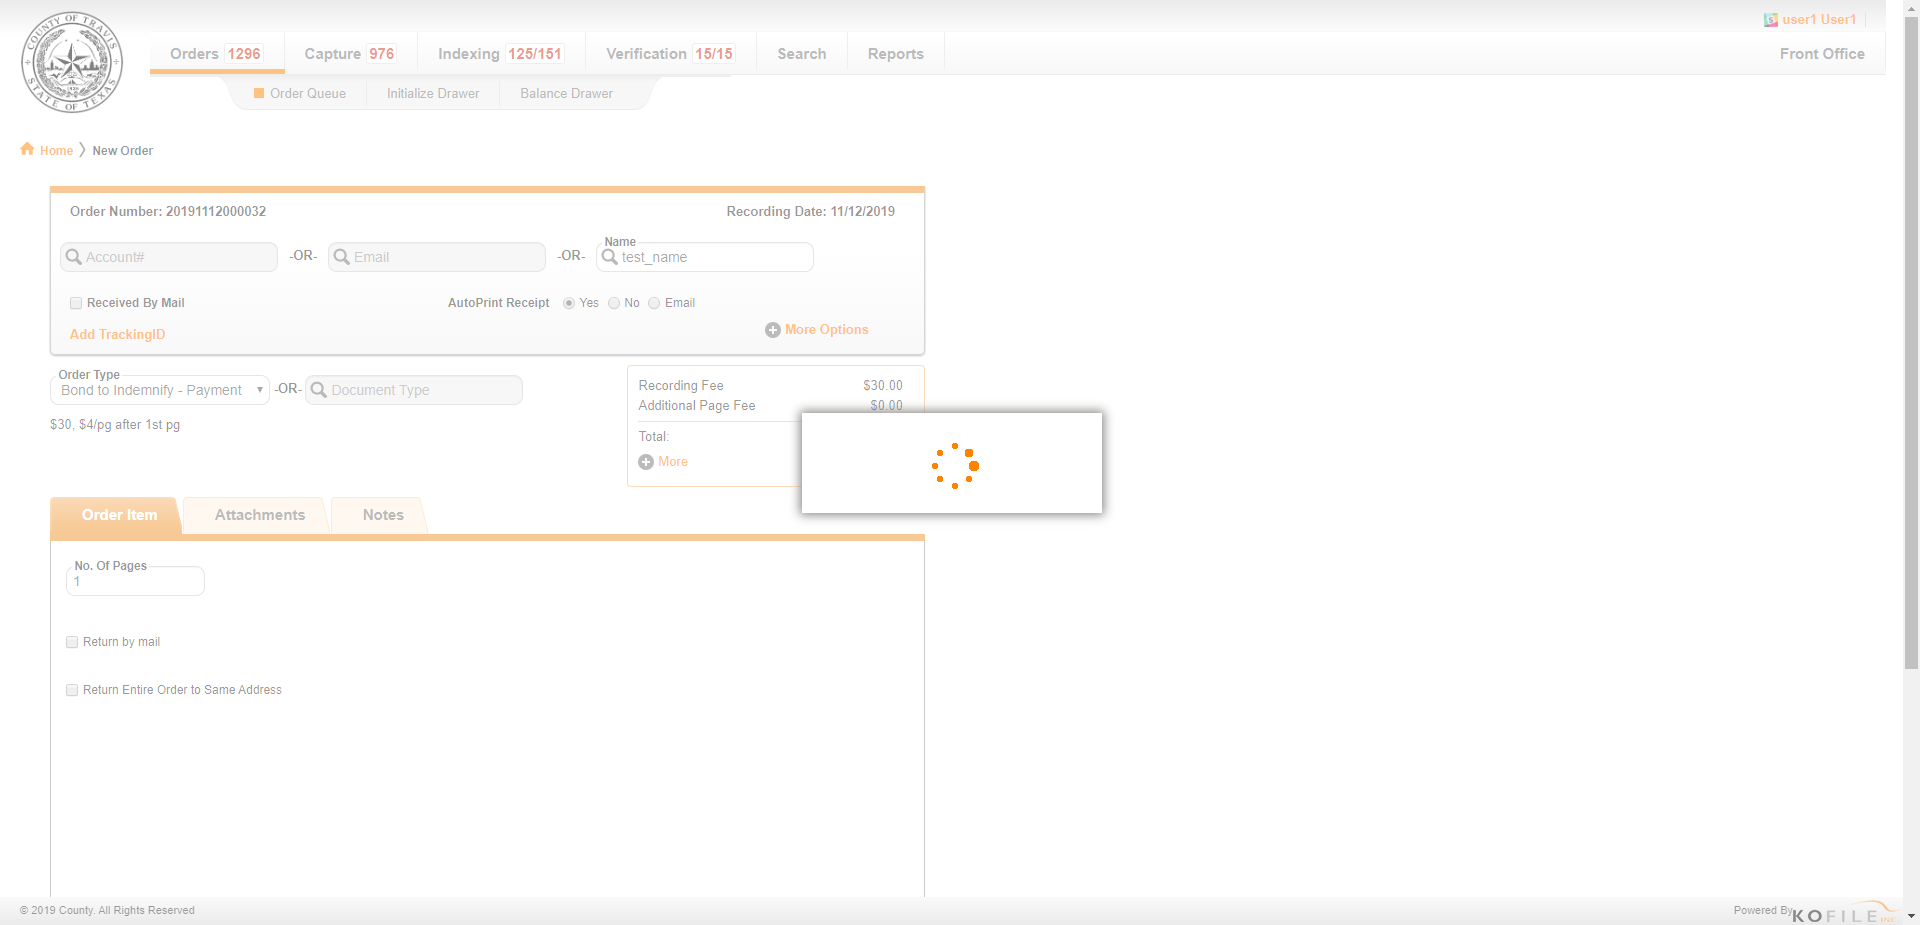 COUNTY OF TRAVIS
STATE OF TEXAS
user1 User1
Orders 1296
Capture 976
Indexing 125/151
Verification 15/15
Search
Reports
Front Office
Order Queue
Initialize Drawer
Balance Drawer
Home
New Order
Order Number: 20191112000032
Recording Date: 11/12/2019
Account#
-OR-
Email
-OR-
Name
test_name
Received By Mail
AutoPrint Receipt
Yes
No
Email
Add TrackingID
More Options
Order Type
Bond to Indemnify - Payment
-OR-
Document Type
$30, $4/pg after 1st pg
Recording Fee $30.00
Additional Page Fee $0.00
Total:
More
Order Item
Attachments
Notes
No. Of Pages
1
Return by mail
Return Entire Order to Same Address
© 2019 County. All Rights Reserved
Powered By
KOFILE INC.